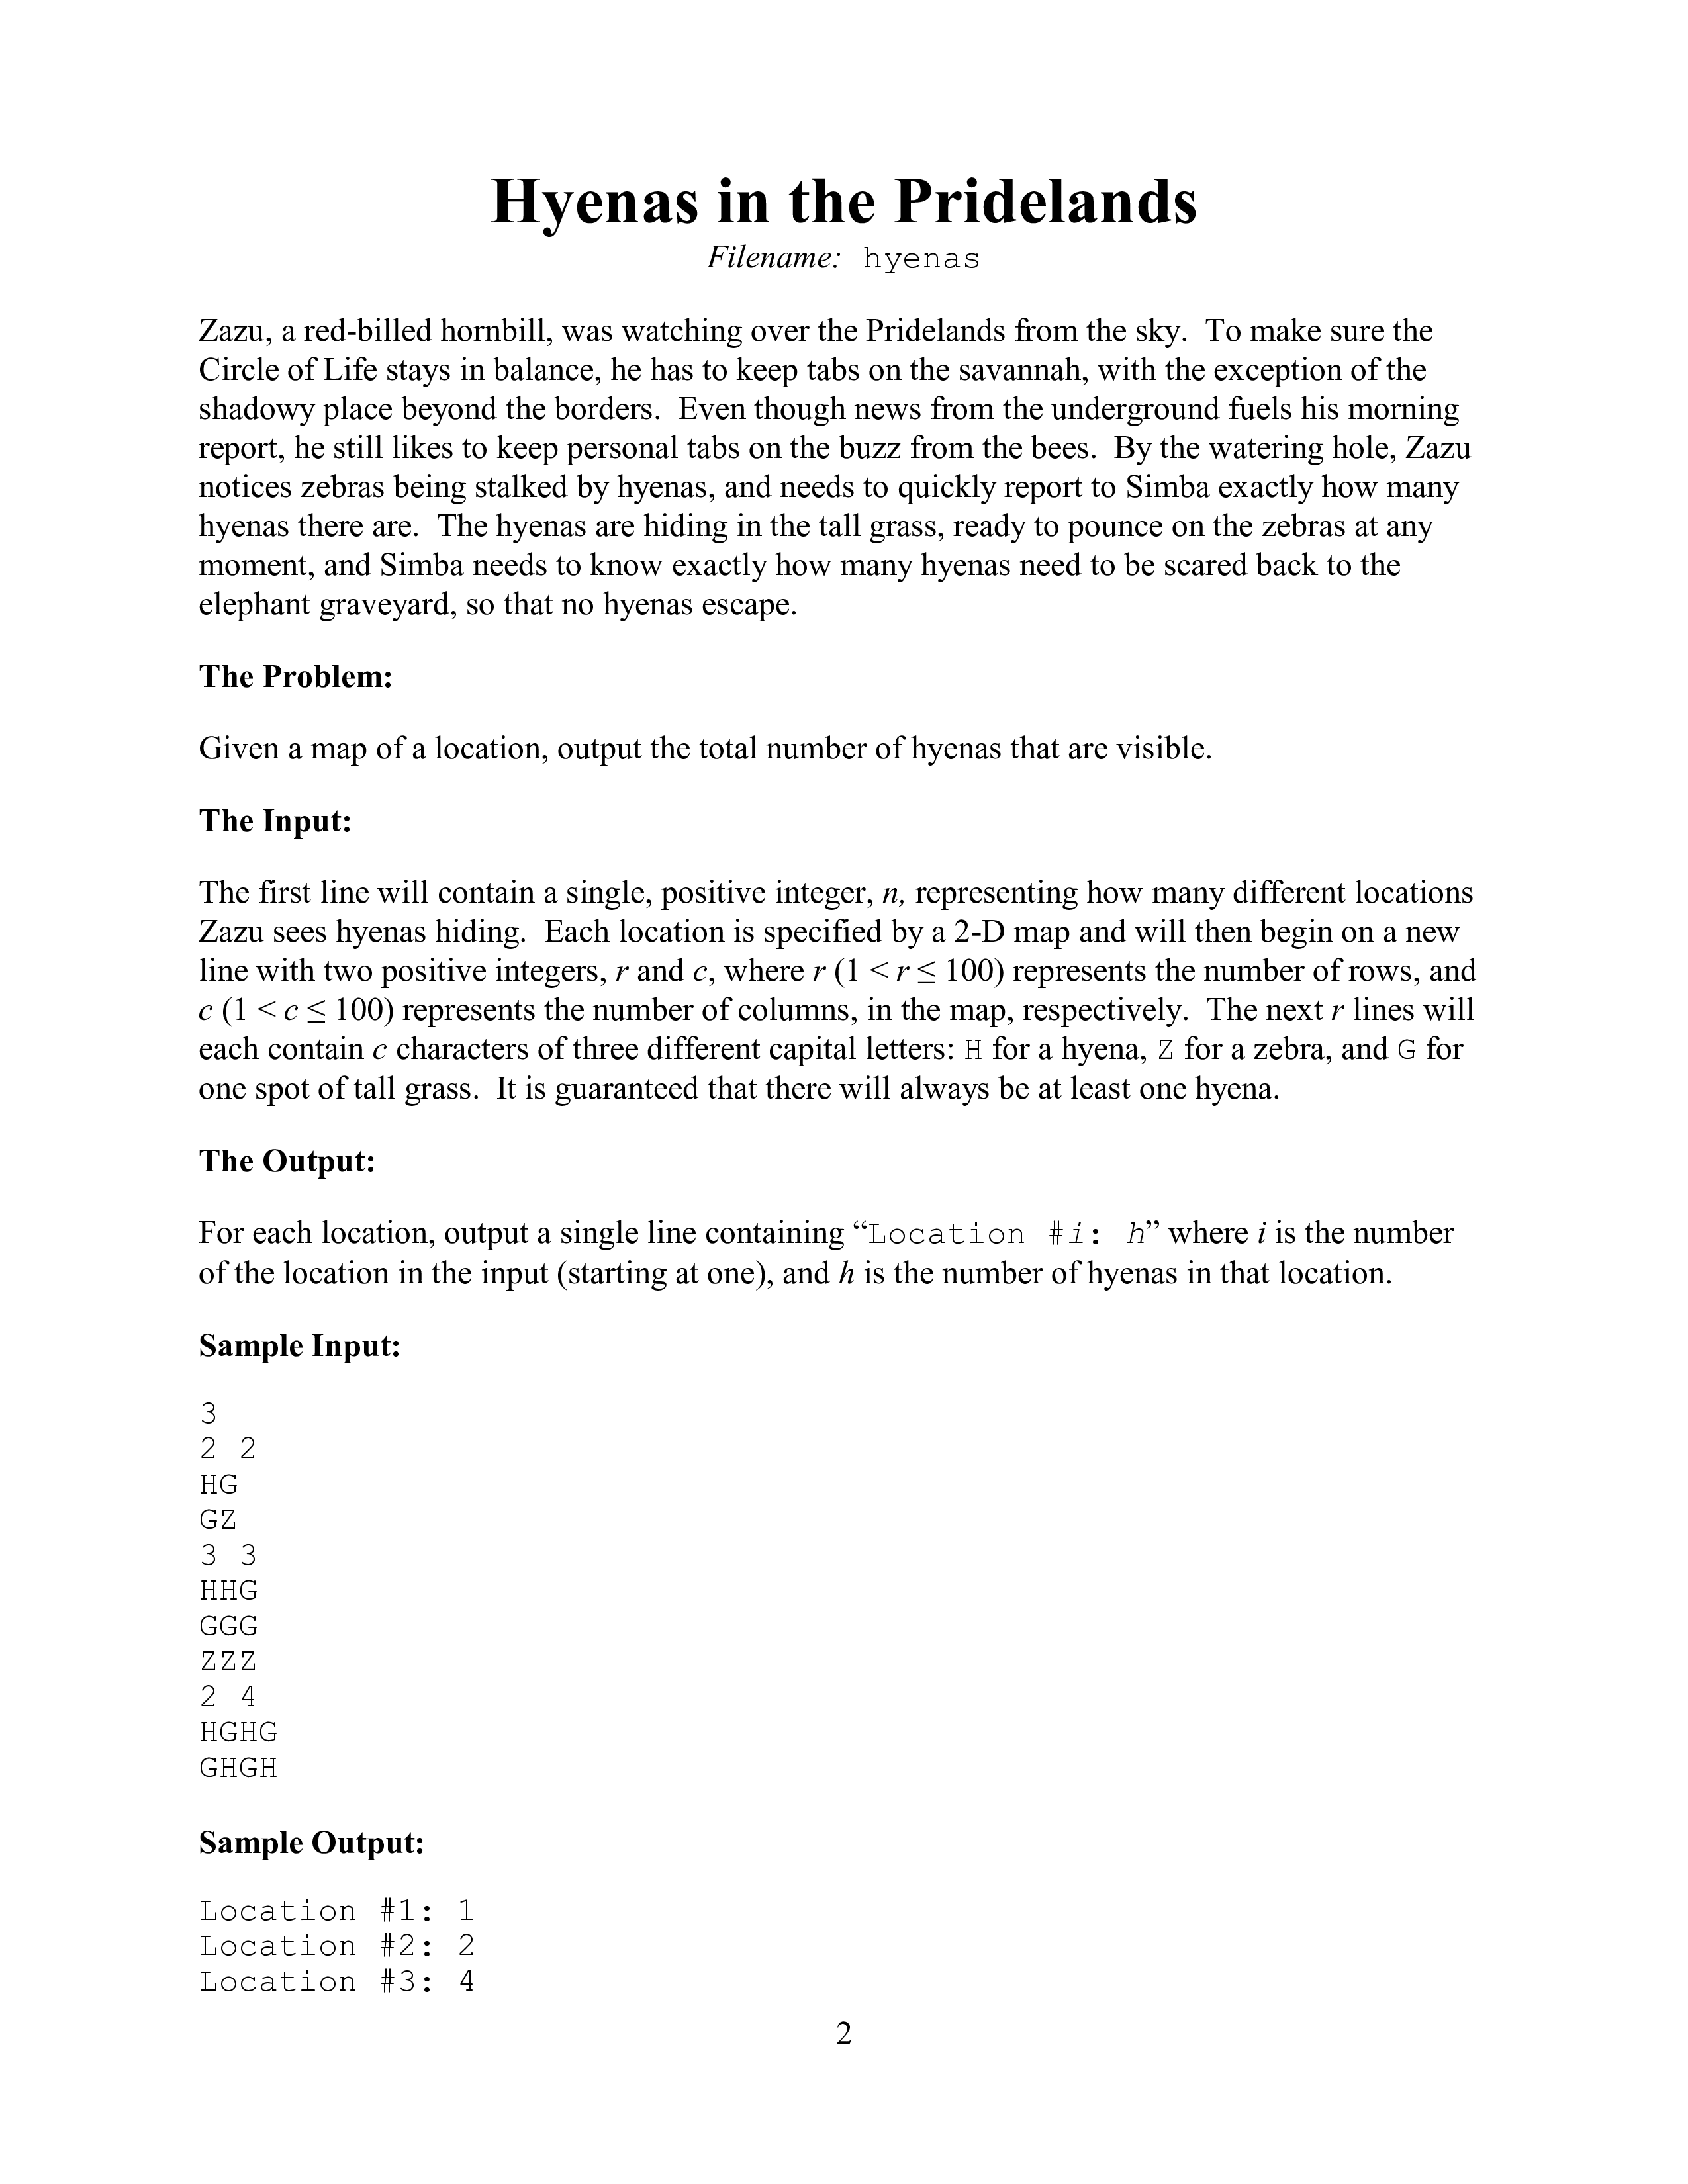 Hyenas in the Pridelands
Filename: hyenas
Zazu, a red-billed hornbill, was watching over the Pridelands from the sky.  To make sure the
Circle of Life stays in balance, he has to keep tabs on the savannah, with the exception of the
shadowy place beyond the borders.  Even though news from the underground fuels his morning
report, he still likes to keep personal tabs on the buzz from the bees.  By the watering hole, Zazu
notices zebras being stalked by hyenas, and needs to quickly report to Simba exactly how many
hyenas there are.  The hyenas are hiding in the tall grass, ready to pounce on the zebras at any
moment, and Simba needs to know exactly how many hyenas need to be scared back to the
elephant graveyard, so that no hyenas escape.
The Problem:
Given a map of a location, output the total number of hyenas that are visible.
The Input:
The first line will contain a single, positive integer, n, representing how many different locations
Zazu sees hyenas hiding.  Each location is specified by a 2-D map and will then begin on a new
line with two positive integers, r and c, where r (1 < r ≤ 100) represents the number of rows, and
c (1 < c ≤ 100) represents the number of columns, in the map, respectively.  The next r lines will
each contain c characters of three different capital letters: H for a hyena, Z for a zebra, and G for
one spot of tall grass.  It is guaranteed that there will always be at least one hyena.
The Output:
For each location, output a single line containing “Location #i: h” where i is the number
of the location in the input (starting at one), and h is the number of hyenas in that location.
Sample Input:
3
2 2
HG
GZ
3 3
HHG
GGG
ZZZ
2 4
HGHG
GHGH
Sample Output:
Location #1: 1
Location #2: 2
Location #3: 4
2